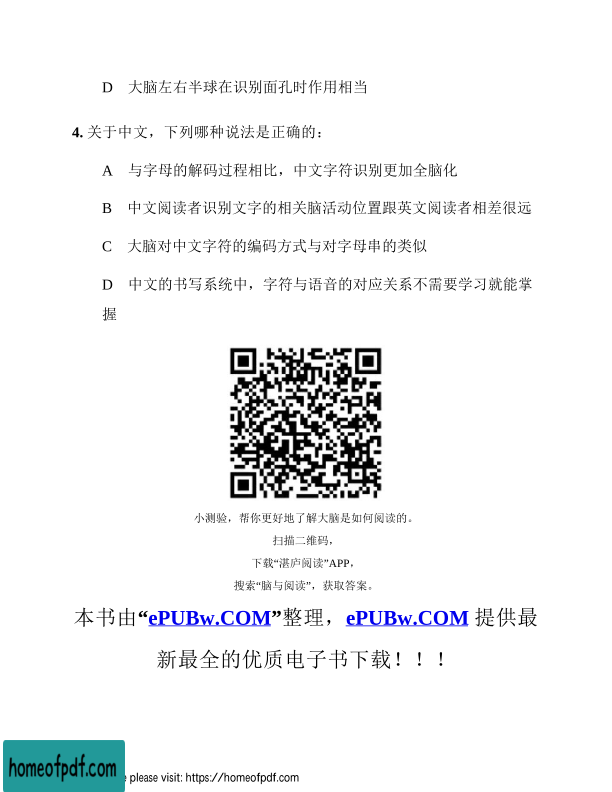 D 大脑左右半球在识别面孔时作用相当
4. 关于中文，下列哪种说法是正确的：
A 与字母的解码过程相比，中文字符识别更加全脑化
B 中文阅读者识别文字的相关脑活动位置跟英文阅读者相差很远
C 大脑对中文字符的编码方式与对字母串的类似
D 中文的书写系统中，字符与语音的对应关系不需要学习就能掌
握
小测验，帮你更好地了解大脑是如何阅读的。
扫描二维码，
下载“湛庐阅读”APP，
搜索“脑与阅读”，获取答案。
本书由“ePUBw.COM”整理，ePUBw.COM 提供最
新最全的优质电子书下载！！！
homeofpdf.com
e please visit: https://homeofpdf.com